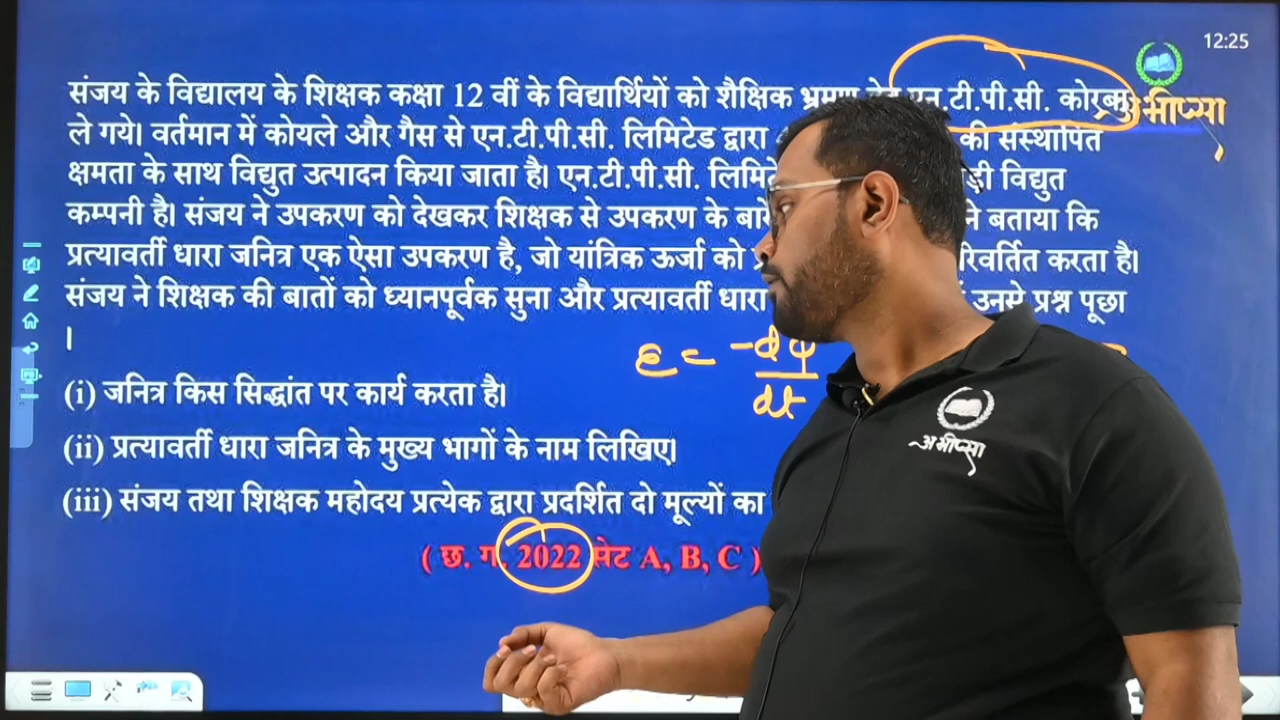 12:25
अभीप्सा
संजय के विद्यालय के शिक्षक कक्षा 12 वीं के विद्यार्थियों को शैक्षिक भ्रमण एन.टी.पी.सी. कोरबा
ले गये। वर्तमान में कोयले और गैस से एन.टी.पी.सी. लिमिटेड द्वारा की संस्थापित
क्षमता के साथ विद्युत उत्पादन किया जाता है। एन.टी.पी.सी. विद्युत
कम्पनी है। संजय ने उपकरण को देखकर शिक्षक से उपकरण के ने बताया कि
प्रत्यावर्ती धारा जनित्र एक ऐसा उपकरण है, जो यांत्रिक ऊर्जा को करता है।
संजय ने शिक्षक की बातों को ध्यानपूर्वक सुना और प्रत्यावर्ती धारा उनसे प्रश्न पूछा
।
ε = -dφ/dt
(i) जनित्र किस सिद्धांत पर कार्य करता है।
(ii) प्रत्यावर्ती धारा जनित्र के मुख्य भागों के नाम लिखिए।
(iii) संजय तथा शिक्षक महोदय प्रत्येक द्वारा प्रदर्शित दो मूल्यों का
( छ. ग. 2022 सेट A, B, C )
अभीप्सा